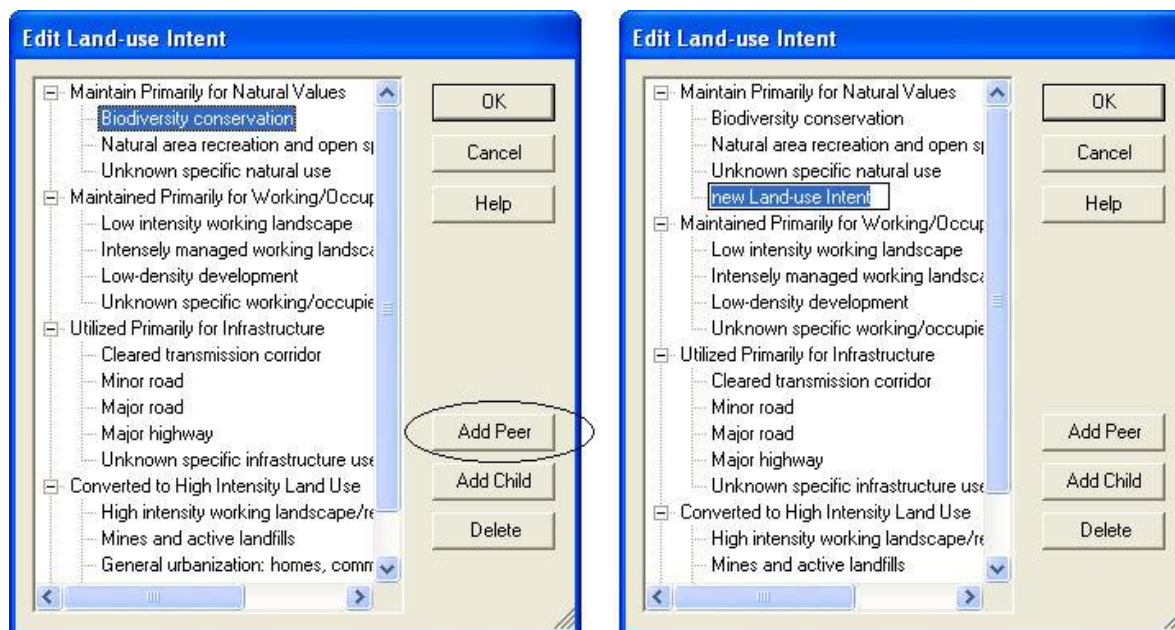 Edit Land-use Intent
Maintain Primarily for Natural Values
Biodiversity conservation
Natural area recreation and open sp
Unknown specific natural use
Maintained Primarily for Working/Occup
Low intensity working landscape
Intensely managed working landsca
Low-density development
Unknown specific working/occupie
Utilized Primarily for Infrastructure
Cleared transmission corridor
Minor road
Major road
Major highway
Unknown specific infrastructure use
Converted to High Intensity Land Use
High intensity working landscape/re
Mines and active landfills
General urbanization: homes, comm
OK
Cancel
Help
Add Peer
Add Child
Delete
Edit Land-use Intent
Maintain Primarily for Natural Values
Biodiversity conservation
Natural area recreation and open sp
Unknown specific natural use
new Land-use Intent
Maintained Primarily for Working/Occup
Low intensity working landscape
Intensely managed working landsca
Low-density development
Unknown specific working/occupie
Utilized Primarily for Infrastructure
Cleared transmission corridor
Minor road
Major road
Major highway
Unknown specific infrastructure use
Converted to High Intensity Land Use
High intensity working landscape/re
Mines and active landfills
OK
Cancel
Help
Add Peer
Add Child
Delete